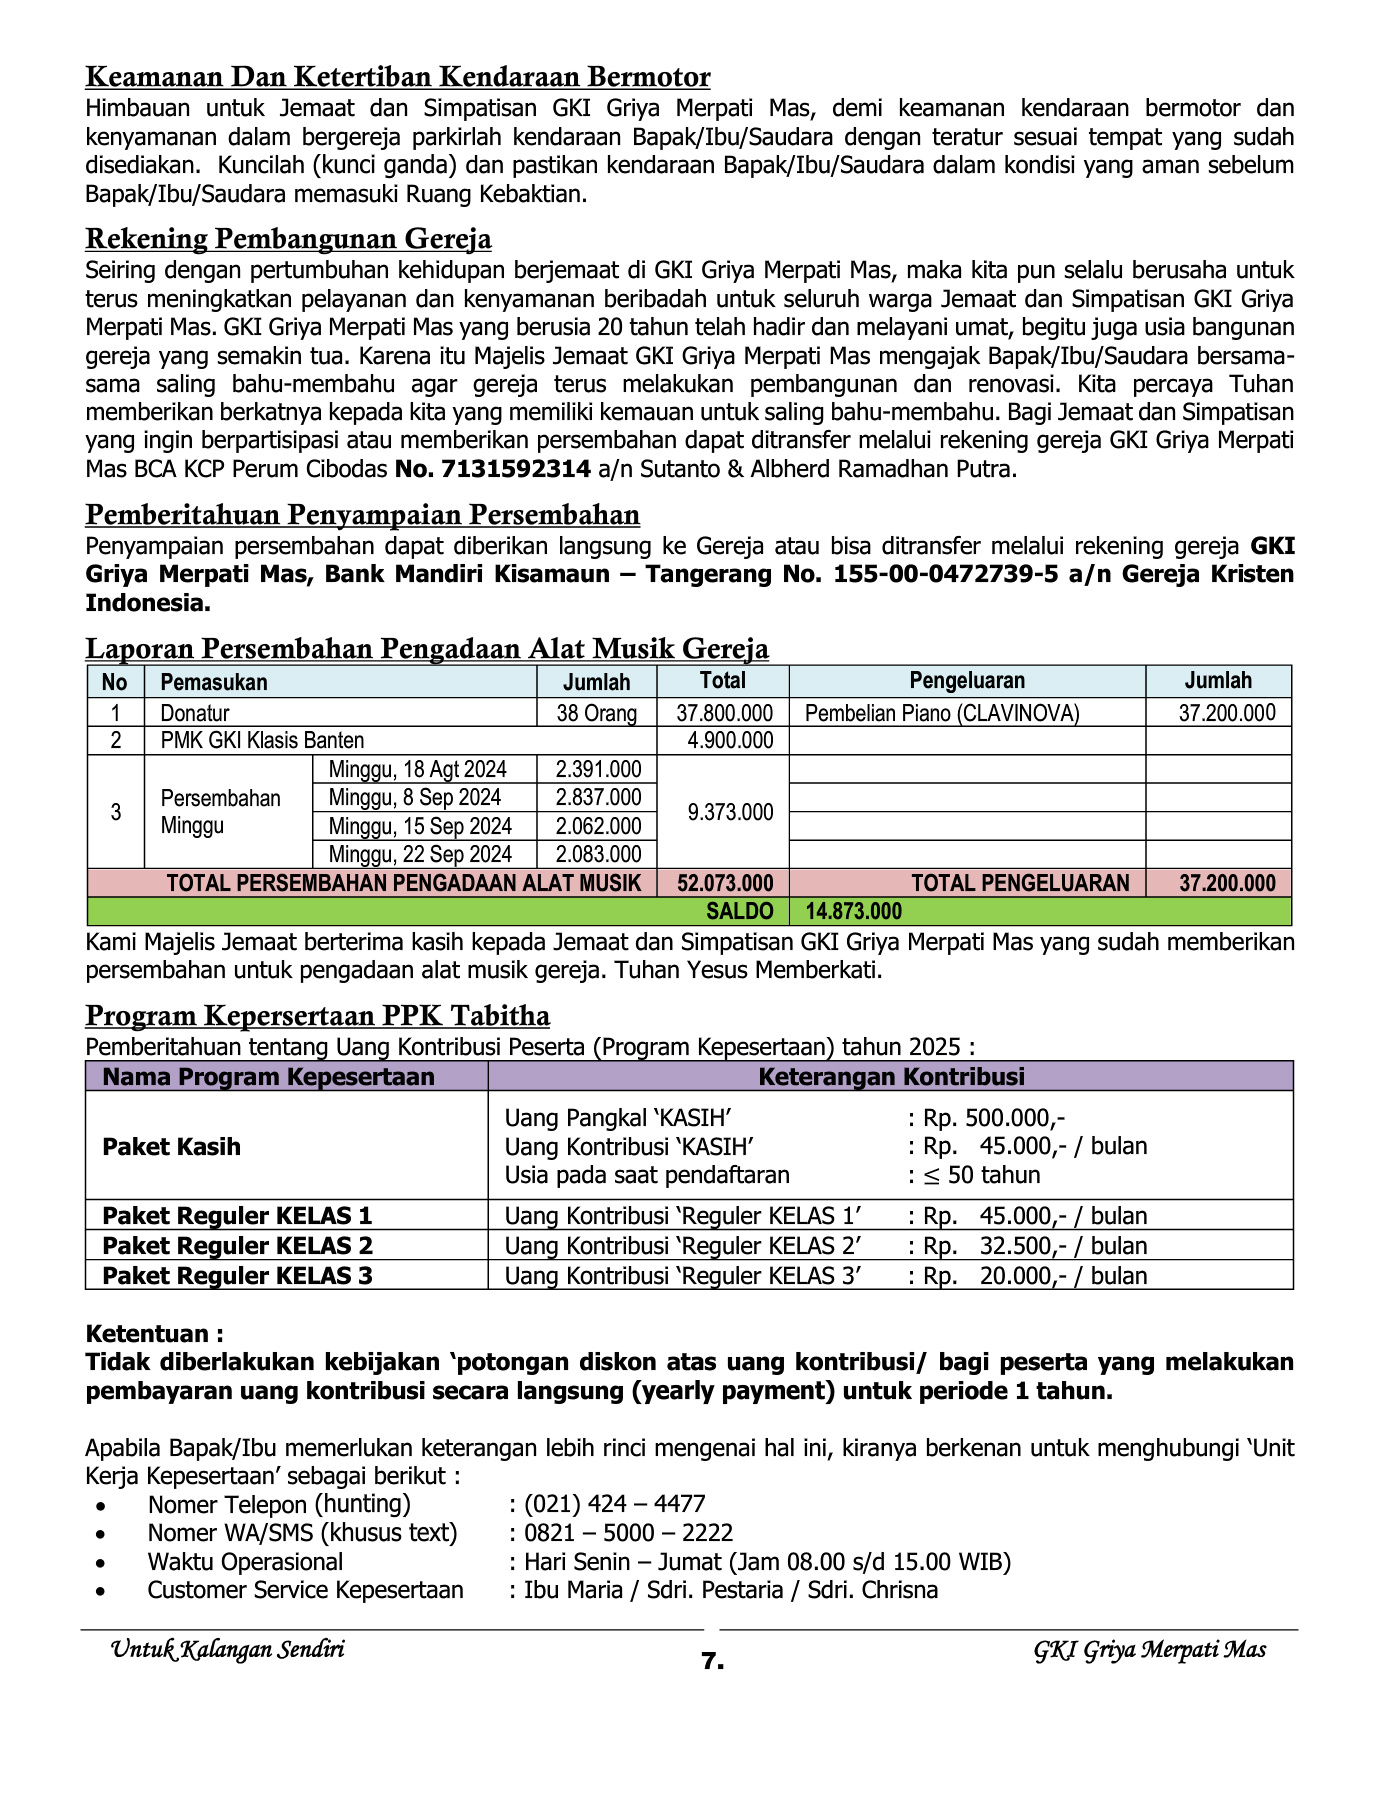 Keamanan Dan Ketertiban Kendaraan Bermotor
Himbauan untuk Jemaat dan Simpatisan GKI Griya Merpati Mas, demi keamanan kendaraan bermotor dan
kenyamanan dalam bergereja parkirlah kendaraan Bapak/Ibu/Saudara dengan teratur sesuai tempat yang sudah
disediakan. Kuncilah (kunci ganda) dan pastikan kendaraan Bapak/Ibu/Saudara dalam kondisi yang aman sebelum
Bapak/Ibu/Saudara memasuki Ruang Kebaktian.
Rekening Pembangunan Gereja
Seiring dengan pertumbuhan kehidupan berjemaat di GKI Griya Merpati Mas, maka kita pun selalu berusaha untuk
terus meningkatkan pelayanan dan kenyamanan beribadah untuk seluruh warga Jemaat dan Simpatisan GKI Griya
Merpati Mas. GKI Griya Merpati Mas yang berusia 20 tahun telah hadir dan melayani umat, begitu juga usia bangunan
gereja yang semakin tua. Karena itu Majelis Jemaat GKI Griya Merpati Mas mengajak Bapak/Ibu/Saudara bersama-
sama saling bahu-membahu agar gereja terus melakukan pembangunan dan renovasi. Kita percaya Tuhan
memberikan berkatnya kepada kita yang memiliki kemauan untuk saling bahu-membahu. Bagi Jemaat dan Simpatisan
yang ingin berpartisipasi atau memberikan persembahan dapat ditransfer melalui rekening gereja GKI Griya Merpati
Mas BCA KCP Perum Cibodas No. 7131592314 a/n Sutanto & Albherd Ramadhan Putra.
Pemberitahuan Penyampaian Persembahan
Penyampaian persembahan dapat diberikan langsung ke Gereja atau bisa ditransfer melalui rekening gereja GKI
Griya Merpati Mas, Bank Mandiri Kisamaun – Tangerang No. 155-00-0472739-5 a/n Gereja Kristen
Indonesia.
Laporan Persembahan Pengadaan Alat Musik Gereja
No Pemasukan Jumlah Total Pengeluaran Jumlah
1 Donatur 38 Orang 37.800.000 Pembelian Piano (CLAVINOVA) 37.200.000
2 PMK GKI Klasis Banten 4.900.000
3 Persembahan Minggu Minggu, 18 Agt 2024 2.391.000 9.373.000
Minggu, 8 Sep 2024 2.837.000
Minggu, 15 Sep 2024 2.062.000
Minggu, 22 Sep 2024 2.083.000
TOTAL PERSEMBAHAN PENGADAAN ALAT MUSIK 52.073.000 TOTAL PENGELUARAN 37.200.000
SALDO 14.873.000
Kami Majelis Jemaat berterima kasih kepada Jemaat dan Simpatisan GKI Griya Merpati Mas yang sudah memberikan
persembahan untuk pengadaan alat musik gereja. Tuhan Yesus Memberkati.
Program Kepersertaan PPK Tabitha
Pemberitahuan tentang Uang Kontribusi Peserta (Program Kepesertaan) tahun 2025 :
Nama Program Kepesertaan Keterangan Kontribusi
Paket Kasih
Uang Pangkal ‘KASIH’ : Rp. 500.000,-
Uang Kontribusi ‘KASIH’ : Rp. 45.000,- / bulan
Usia pada saat pendaftaran : ≤ 50 tahun
Paket Reguler KELAS 1 Uang Kontribusi ‘Reguler KELAS 1’ : Rp. 45.000,- / bulan
Paket Reguler KELAS 2 Uang Kontribusi ‘Reguler KELAS 2’ : Rp. 32.500,- / bulan
Paket Reguler KELAS 3 Uang Kontribusi ‘Reguler KELAS 3’ : Rp. 20.000,- / bulan
Ketentuan :
Tidak diberlakukan kebijakan ‘potongan diskon atas uang kontribusi/ bagi peserta yang melakukan
pembayaran uang kontribusi secara langsung (yearly payment) untuk periode 1 tahun.
Apabila Bapak/Ibu memerlukan keterangan lebih rinci mengenai hal ini, kiranya berkenan untuk menghubungi ‘Unit
Kerja Kepesertaan’ sebagai berikut :
• Nomer Telepon (hunting) : (021) 424 – 4477
• Nomer WA/SMS (khusus text) : 0821 – 5000 – 2222
• Waktu Operasional : Hari Senin – Jumat (Jam 08.00 s/d 15.00 WIB)
• Customer Service Kepesertaan : Ibu Maria / Sdri. Pestaria / Sdri. Chrisna
Untuk Kalangan Sendiri 7. GKI Griya Merpati Mas